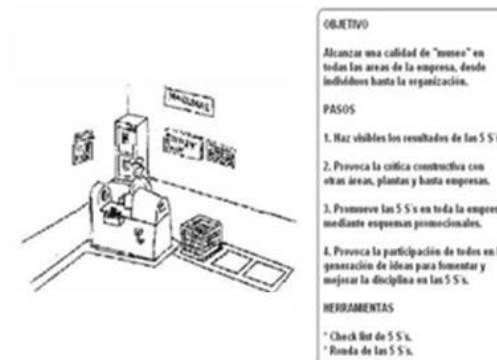 MAQUINAS
OBJETIVO
Alcanzar una calidad de "museo" en
todas las areas de la empresa, desde
individuos hasta la organización.
PASOS
1. Haz visibles los resultados de las 5 S's
2. Provoca la critica constructiva con
otras áreas, plantas y hasta empresas.
3. Promueve las 5 S's en toda la empres
mediante esquemas promocionales.
4. Provoca la participación de todos en l
generación de ideas para fomentar y
mejorar la disciplina en las 5 S's.
HERRAMIENTAS
* Check list de 5 S's.
* Ronda de las 5 S's.